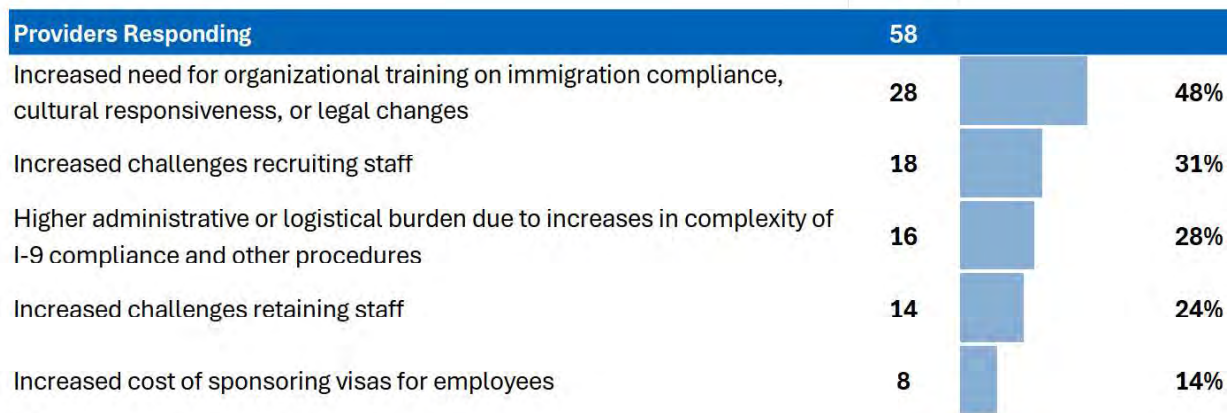 Providers Responding 58
Increased need for organizational training on immigration compliance,
cultural responsiveness, or legal changes 28 48%
Increased challenges recruiting staff 18 31%
Higher administrative or logistical burden due to increases in complexity of
I-9 compliance and other procedures 16 28%
Increased challenges retaining staff 14 24%
Increased cost of sponsoring visas for employees 8 14%